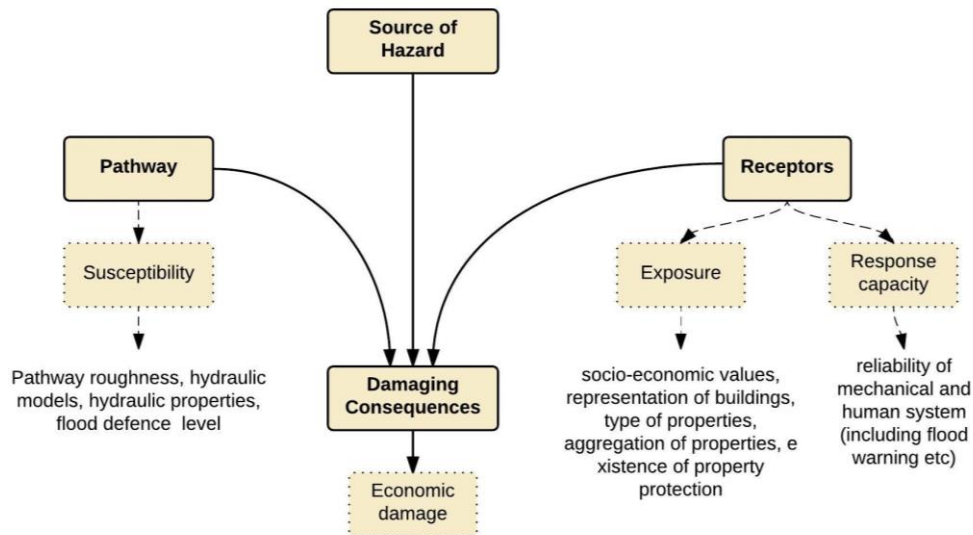 Source of
Hazard
Pathway
Receptors
Susceptibility
Exposure
Response
capacity
Pathway roughness, hydraulic
models, hydraulic properties,
flood defence level
Damaging
Consequences
socio-economic values,
representation of buildings,
type of properties,
aggregation of properties, e
xistence of property
protection
reliability of
mechanical and
human system
(including flood
warning etc)
Economic
damage